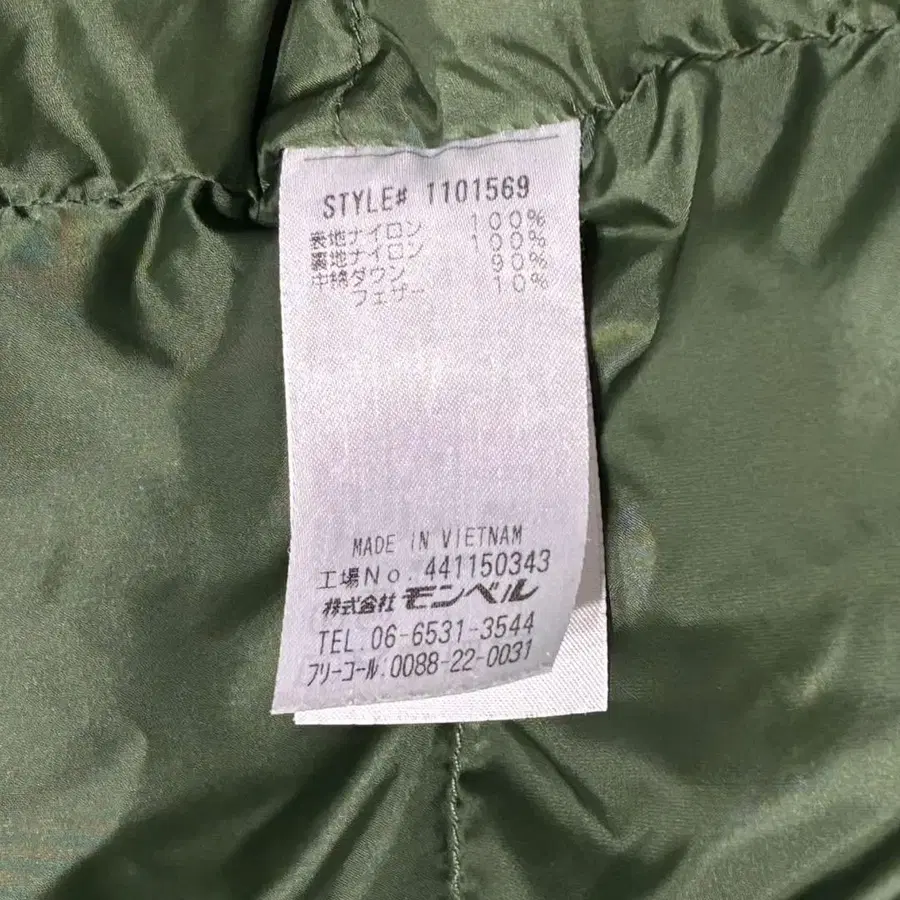 STYLE# 1101569
表地ナイロン 100%
裏地ナイロン 100%
中綿ダウン 90%
フェザー 10%
MADE IN VIETNAM
工場No. 441150343
株式会社 モンベル
TEL.06-6531-3544
フリーコール:0088-22-0031